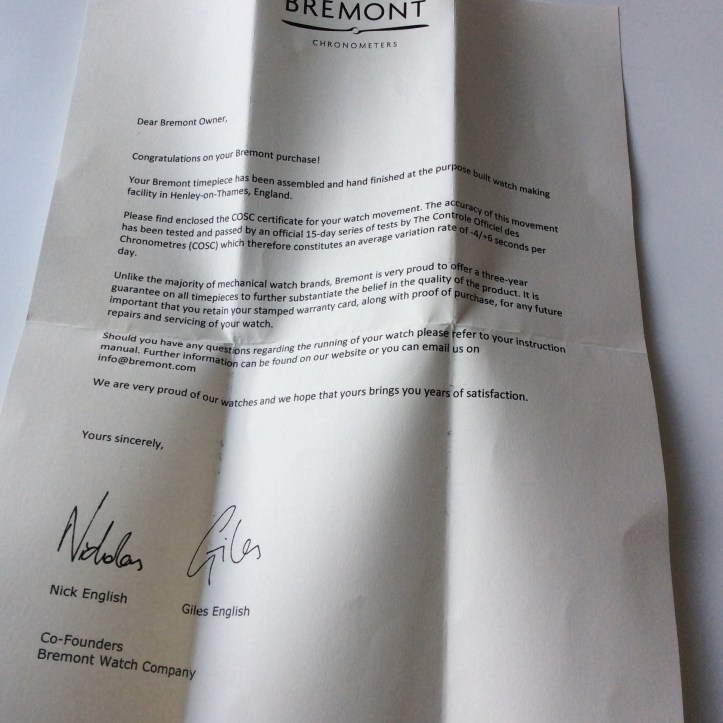 BREMONT
CHRONOMETERS
Dear Bremont Owner,
Congratulations on your Bremont purchase!
Your Bremont timepiece has been assembled and hand finished at the purpose built watch making
facility in Henley-on-Thames, England.
Please find enclosed the COSC certificate for your watch movement. The accuracy of this movement
has been tested and passed by an official 15-day series of tests by The Controle Officiel des
Chronometres (COSC) which therefore constitutes an average variation rate of -4/+6 seconds per
day.
Unlike the majority of mechanical watch brands, Bremont is very proud to offer a three-year
guarantee on all timepieces to further substantiate the belief in the quality of the product. It is
important that you retain your stamped warranty card, along with proof of purchase, for any future
repairs and servicing of your watch.
Should you have any questions regarding the running of your watch please refer to your instruction
manual. Further information can be found on our website or you can email us on
info@bremont.com
We are very proud of our watches and we hope that yours brings you years of satisfaction.
Yours sincerely,
Nicholas Giles
Nick English Giles English
Co-Founders
Bremont Watch Company